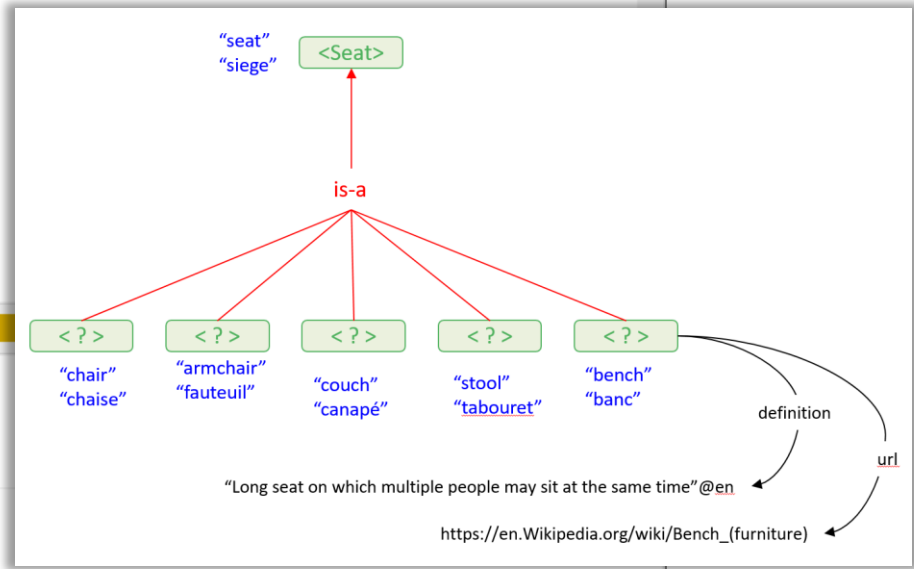 “seat”
“siege”
<Seat>
is-a
< ? >
< ? >
< ? >
< ? >
< ? >
“chair”
“chaise”
“armchair”
“fauteuil”
“couch”
“canapé”
“stool”
“tabouret”
“bench”
“banc”
definition
url
“Long seat on which multiple people may sit at the same time”@en
https://en.Wikipedia.org/wiki/Bench_(furniture)